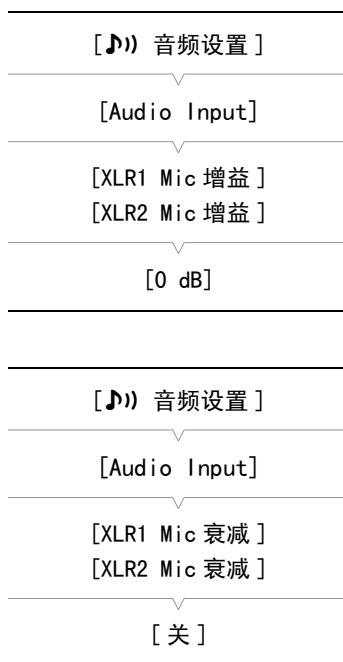 [♪)) 音频设置 ]
[Audio Input]
[XLR1 Mic 增益 ]
[XLR2 Mic 增益 ]
[0 dB]
[♪)) 音频设置 ]
[Audio Input]
[XLR1 Mic 衰减 ]
[XLR2 Mic 衰减 ]
[ 关 ]